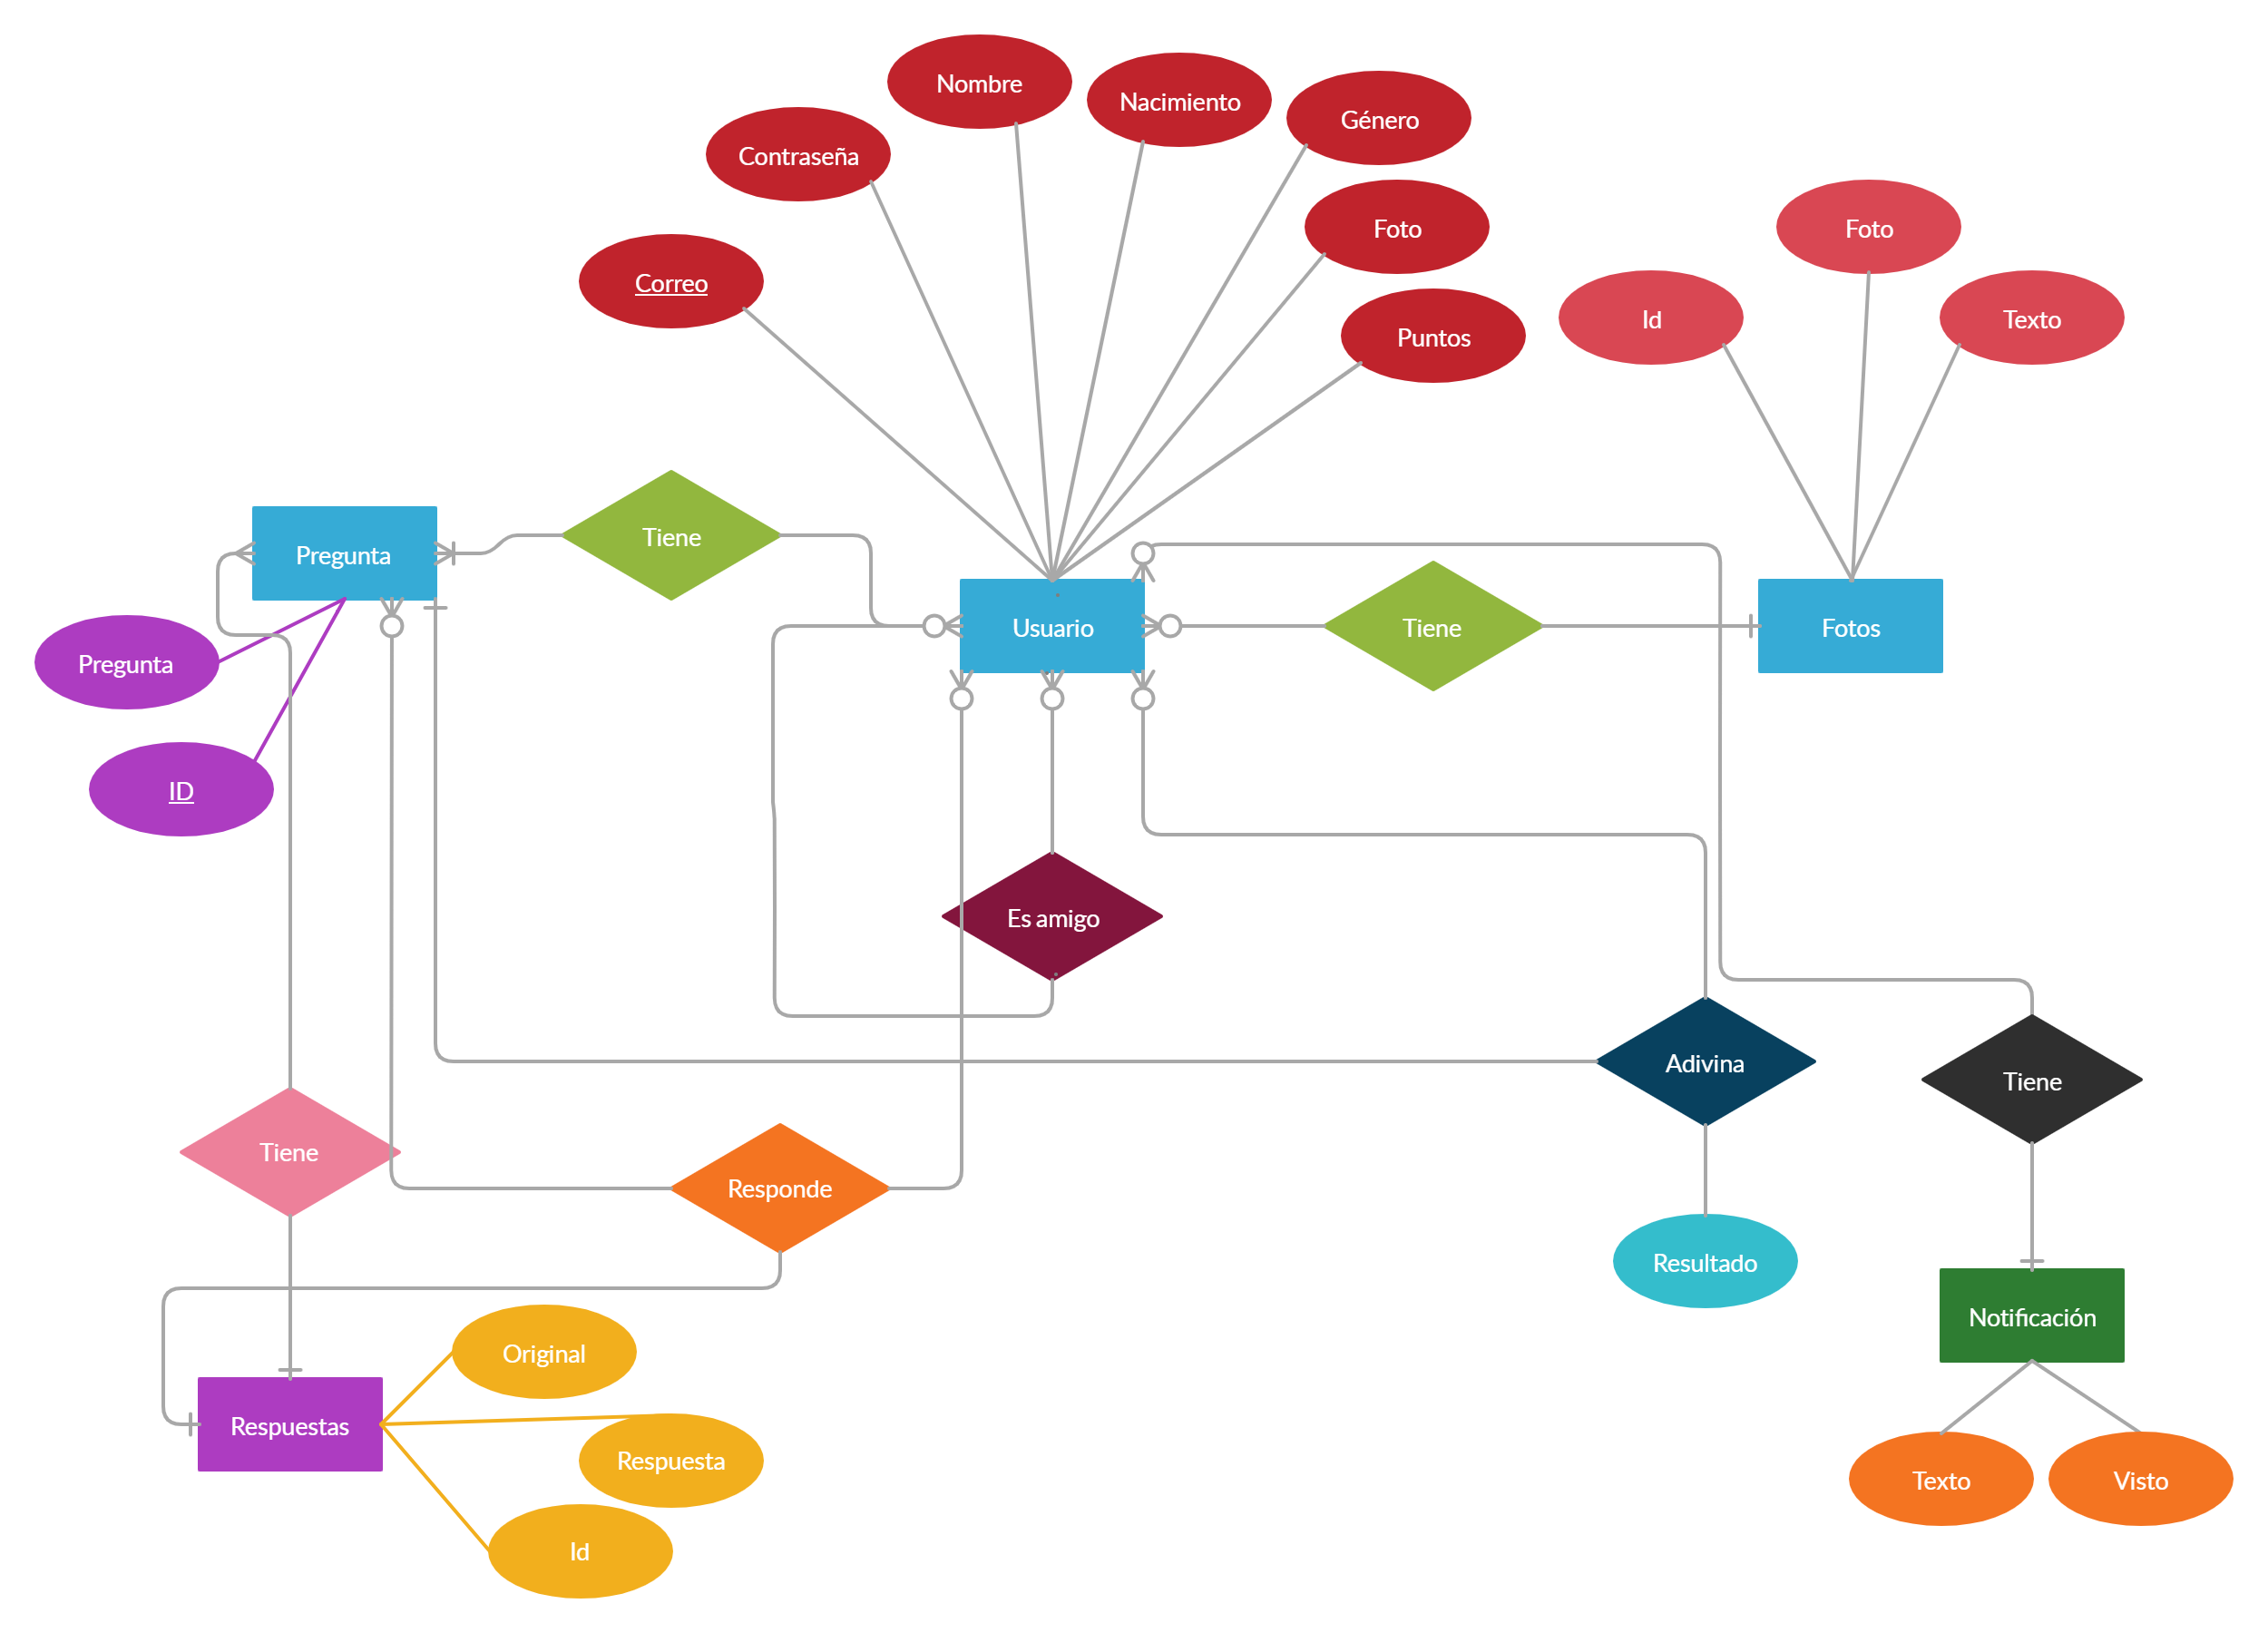 Nombre
Nacimiento
Género
Contraseña
Foto
Foto
Correo
Puntos
Id
Texto
Tiene
Pregunta
Usuario
Tiene
Fotos
Pregunta
ID
Es amigo
Adivina
Tiene
Tiene
Responde
Resultado
Notificación
Original
Respuestas
Respuesta
Texto
Visto
Id